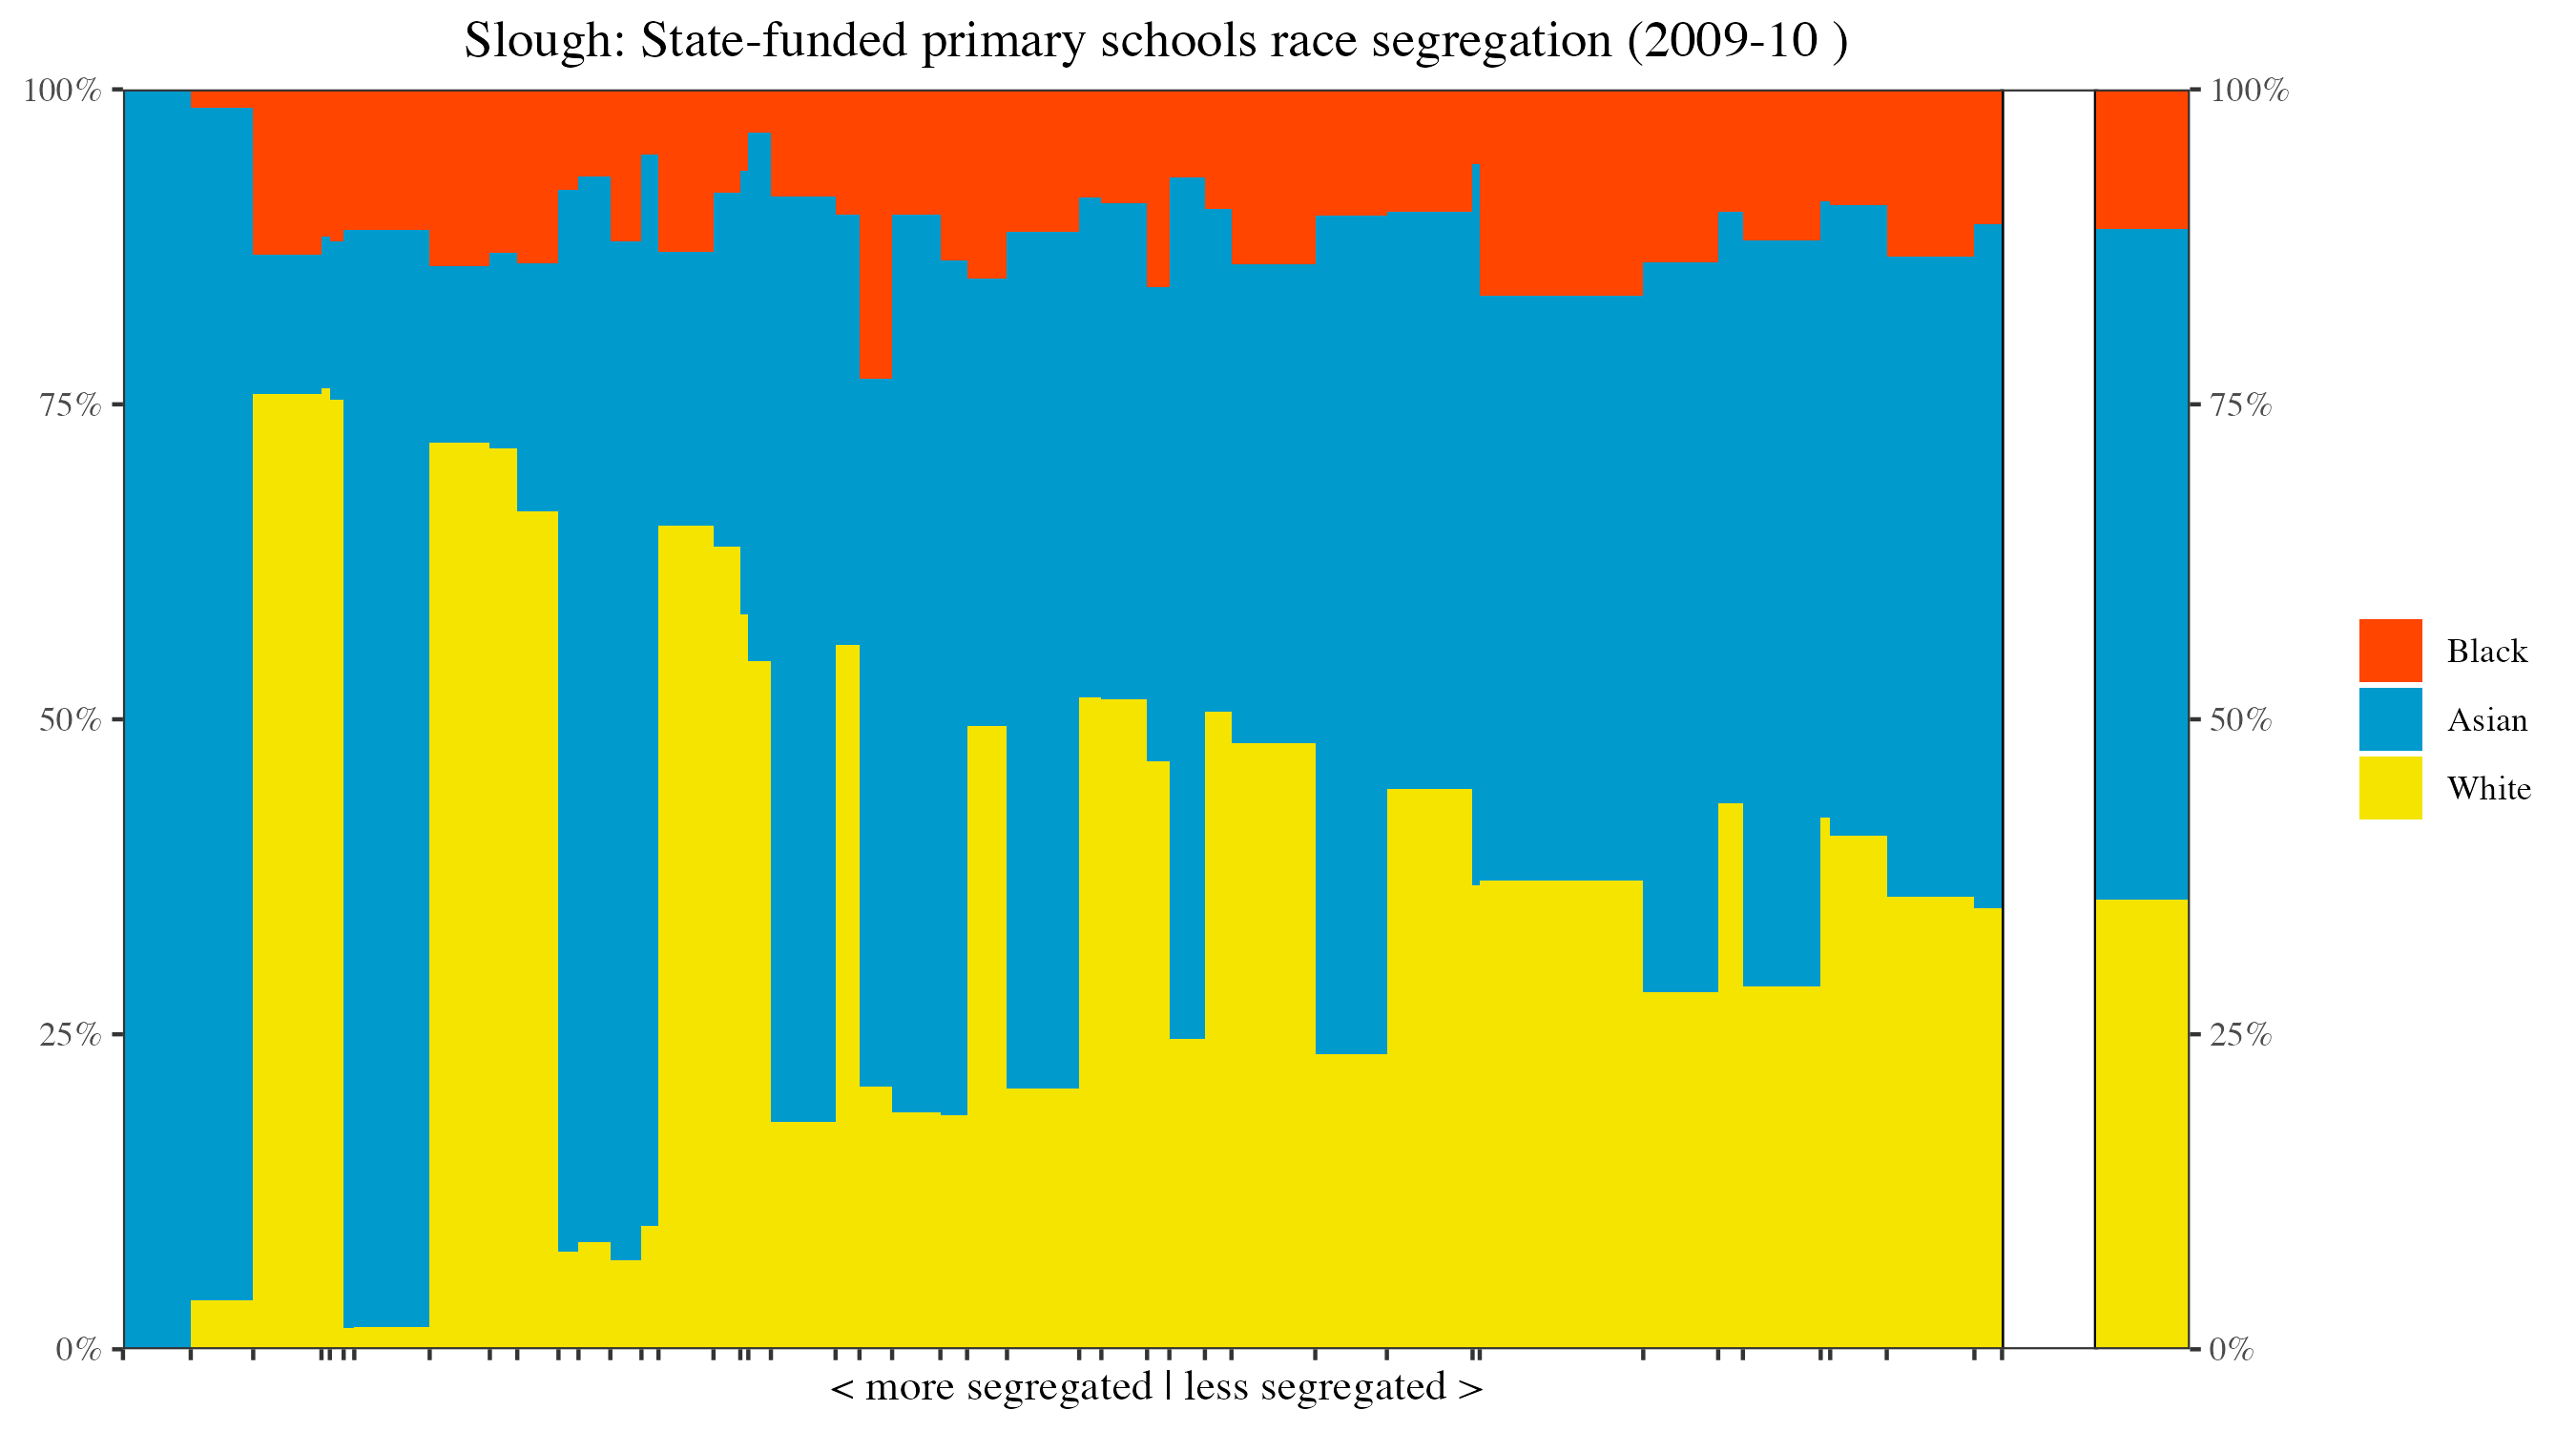 Slough: State-funded primary schools race segregation (2009-10 )
100%
75%
50%
25%
0%
100%
75%
50%
25%
0%
Black
Asian
White
< more segregated | less segregated >